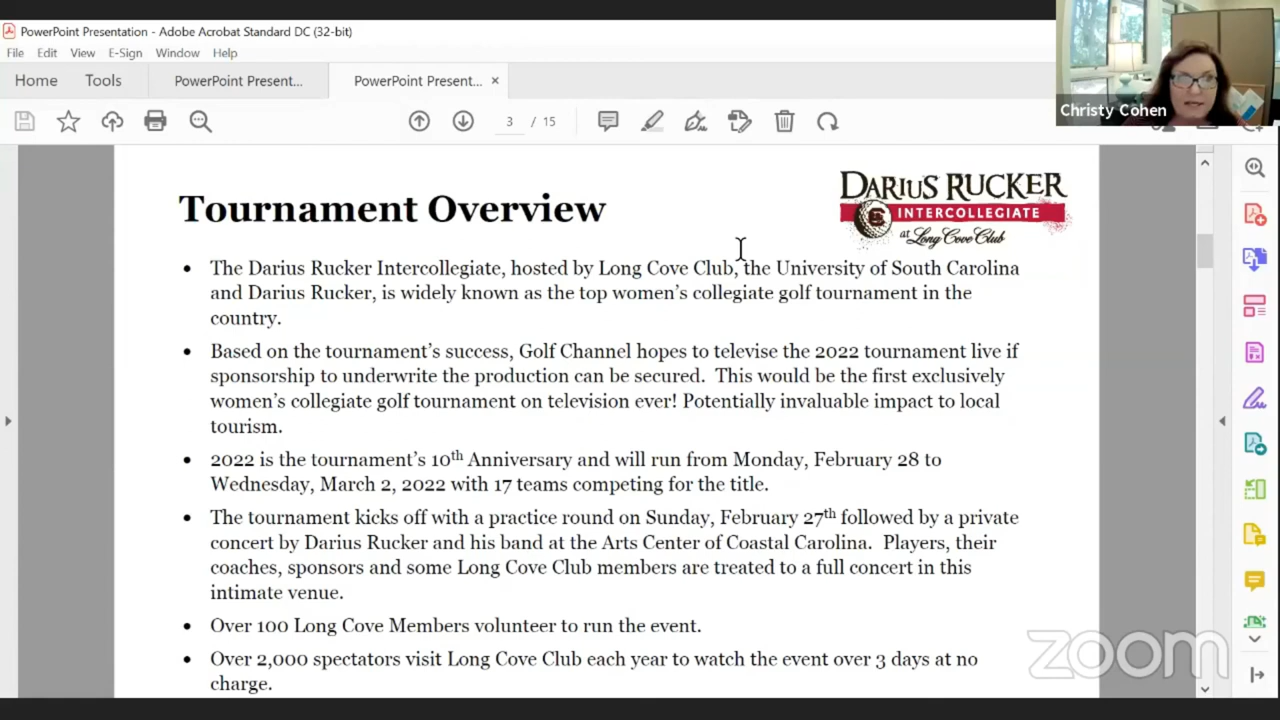 PowerPoint Presentation - Adobe Acrobat Standard DC (32-bit)
File Edit View E-Sign Window Help
Home Tools PowerPoint Present... PowerPoint Present... ×
3 / 15
Christy Cohen
Tournament Overview
DARIUS RUCKER
INTERCOLLEGIATE
at Long Cove Club
• The Darius Rucker Intercollegiate, hosted by Long Cove Club, the University of South Carolina
and Darius Rucker, is widely known as the top women's collegiate golf tournament in the
country.
• Based on the tournament's success, Golf Channel hopes to televise the 2022 tournament live if
sponsorship to underwrite the production can be secured. This would be the first exclusively
women's collegiate golf tournament on television ever! Potentially invaluable impact to local
tourism.
• 2022 is the tournament's 10th Anniversary and will run from Monday, February 28 to
Wednesday, March 2, 2022 with 17 teams competing for the title.
• The tournament kicks off with a practice round on Sunday, February 27th followed by a private
concert by Darius Rucker and his band at the Arts Center of Coastal Carolina. Players, their
coaches, sponsors and some Long Cove Club members are treated to a full concert in this
intimate venue.
• Over 100 Long Cove Members volunteer to run the event.
• Over 2,000 spectators visit Long Cove Club each year to watch the event over 3 days at no
charge.
zoom